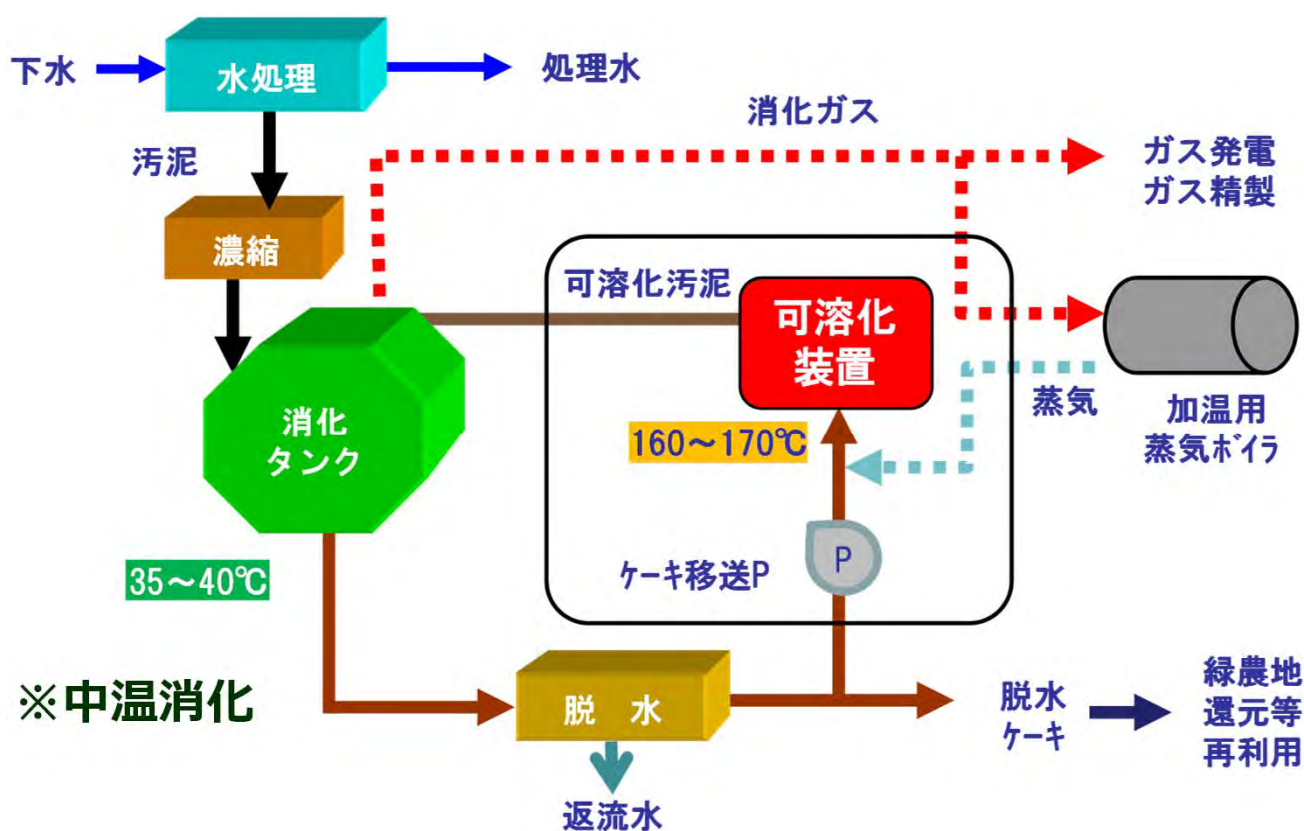 下水
水処理
処理水
消化ガス
汚泥
ガス発電
ガス精製
濃縮
可溶化汚泥
可溶化
装置
蒸気
加温用
蒸気ﾎﾞｲﾗ
消化
タンク
160～170℃
P
ｹｰｷ移送P
35～40℃
※中温消化
脱 水
脱水
ｹｰｷ
緑農地
還元等
再利用
返流水